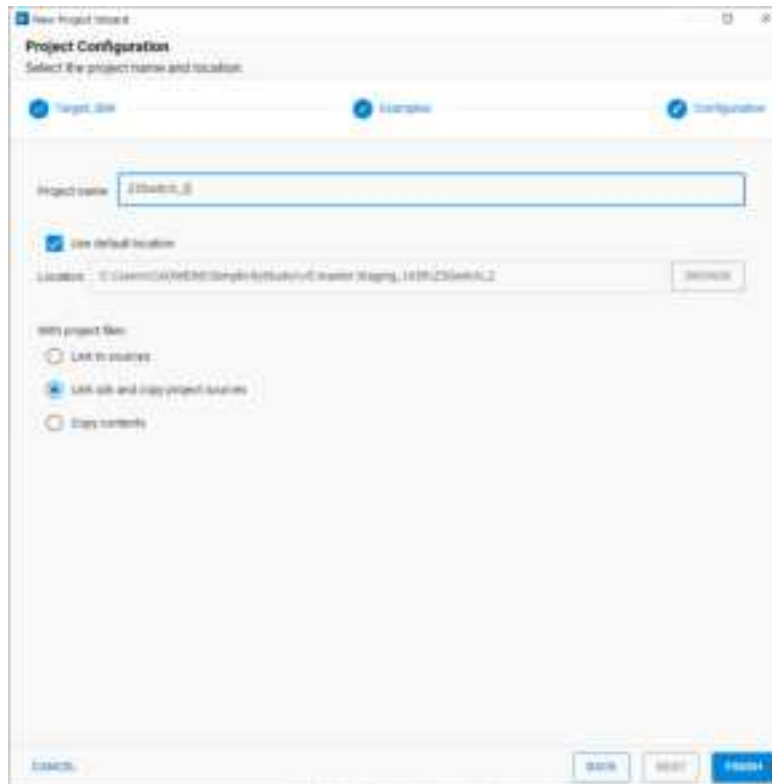 New Project Wizard
Project Configuration
Select the project name and location.
Target, SDK
Examples
Configuration
Project name
Z3Switch_2
Use default location
Location
BROWSE
With project files:
Link to sources
Link sdk and copy project sources
Copy contents
CANCEL
BACK
NEXT
FINISH